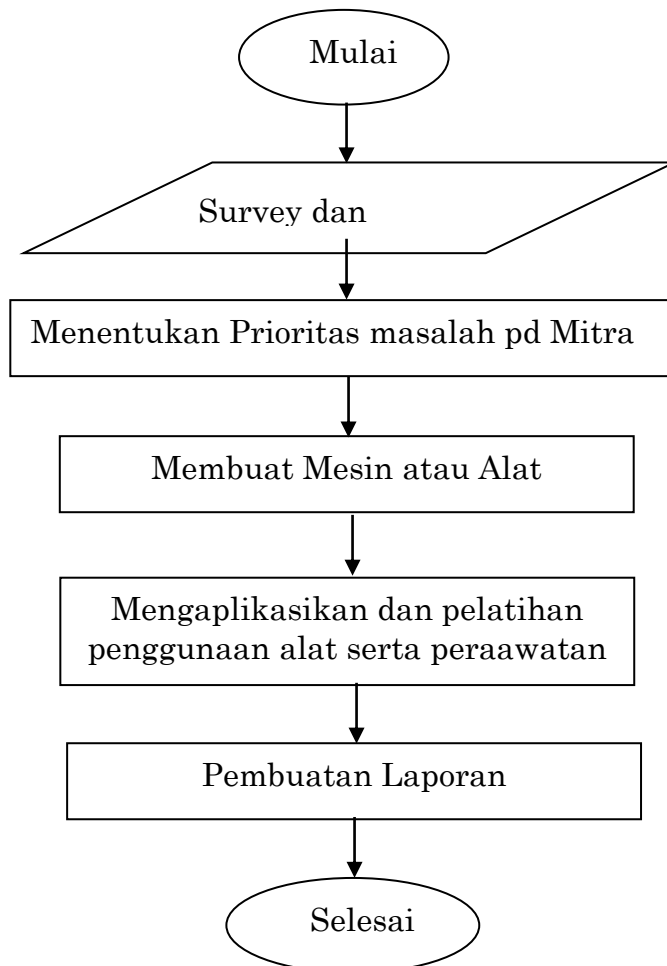 Mulai
Survey dan
Menentukan Prioritas masalah pd Mitra
Membuat Mesin atau Alat
Mengaplikasikan dan pelatihan
penggunaan alat serta peraawatan
Pembuatan Laporan
Selesai